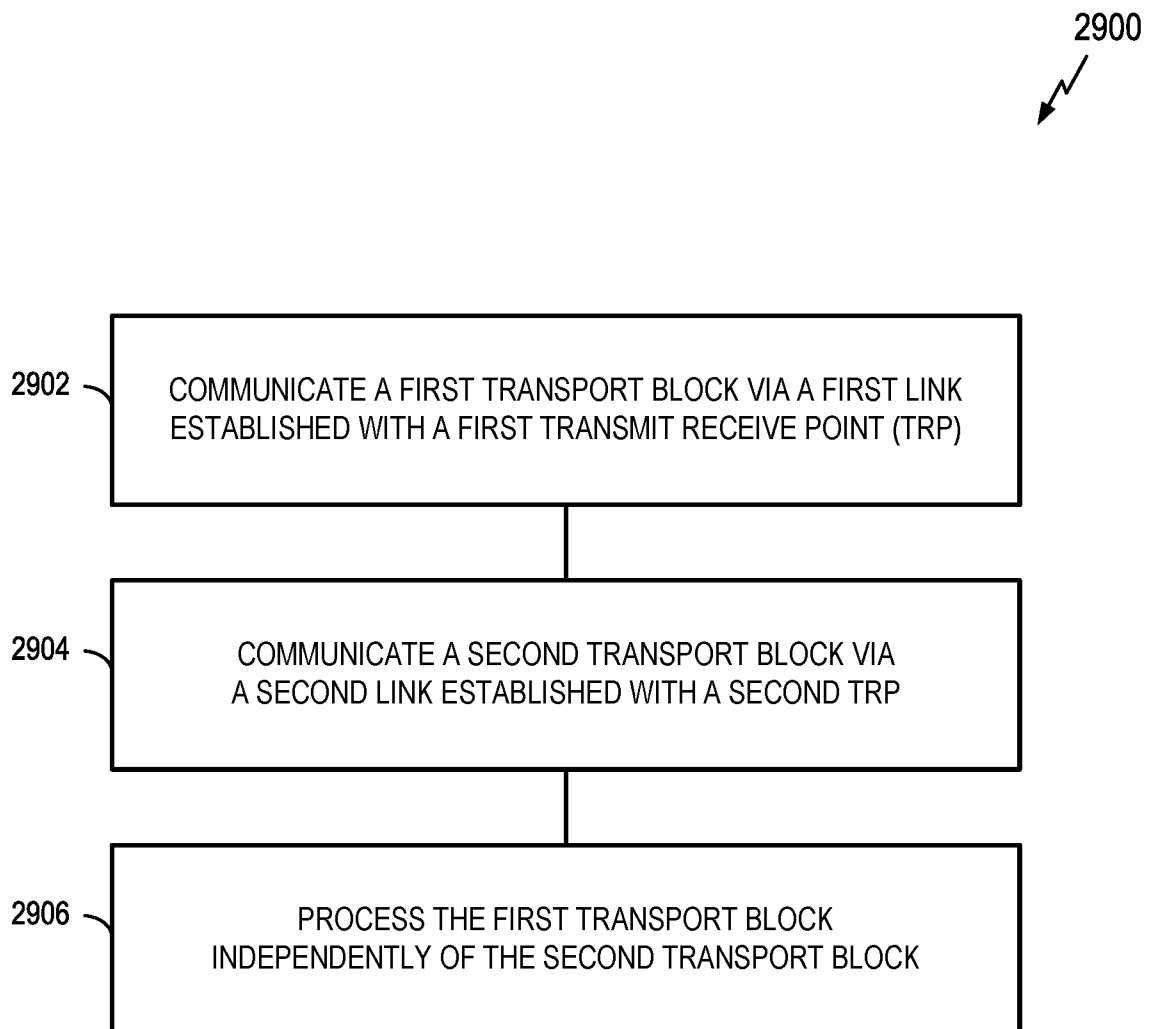 2900
2902
COMMUNICATE A FIRST TRANSPORT BLOCK VIA A FIRST LINK
ESTABLISHED WITH A FIRST TRANSMIT RECEIVE POINT (TRP)
2904
COMMUNICATE A SECOND TRANSPORT BLOCK VIA
A SECOND LINK ESTABLISHED WITH A SECOND TRP
2906
PROCESS THE FIRST TRANSPORT BLOCK
INDEPENDENTLY OF THE SECOND TRANSPORT BLOCK